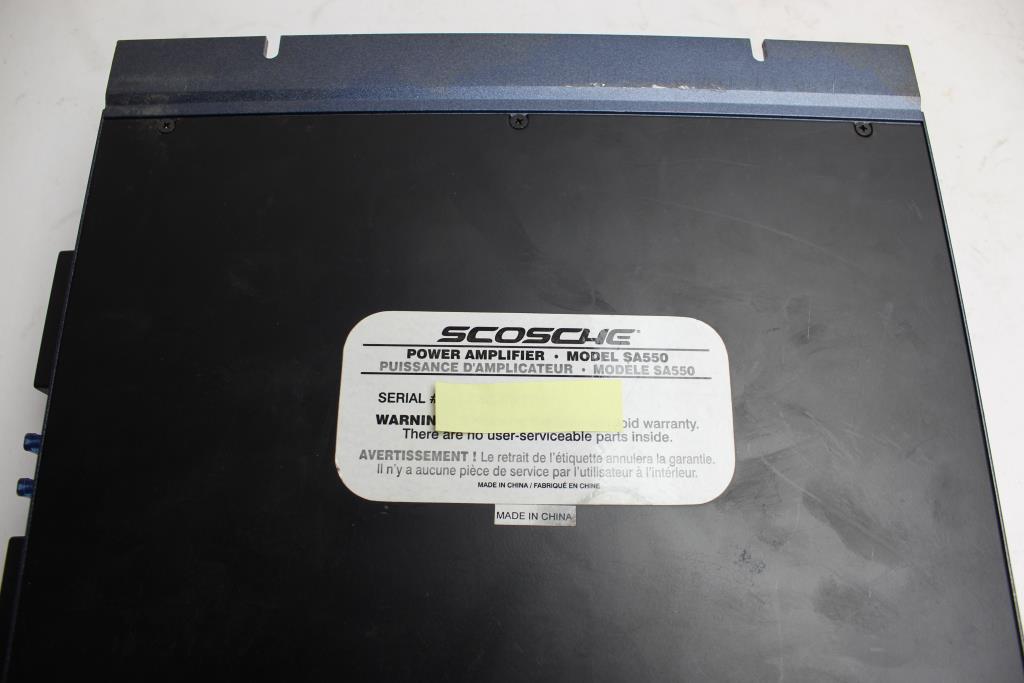 SCOSCHE
POWER AMPLIFIER · MODEL SA550
PUISSANCE D'AMPLICATEUR · MODÈLE SA550
SERIAL #
WARNIN oid warranty.
There are no user-serviceable parts inside.
AVERTISSEMENT ! Le retrait de l'étiquette annulera la garantie.
Il n'y a aucune pièce de service par l'utilisateur à l'intérieur.
MADE IN CHINA / FABRIQUÉ EN CHINE
MADE IN CHINA